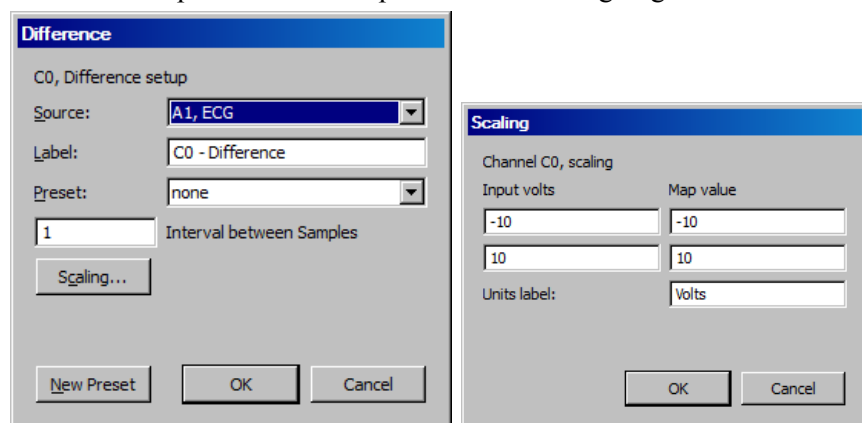 Difference
C0, Difference setup
Source: A1, ECG
Label: C0 - Difference
Preset: none
1 Interval between Samples
Scaling...
New Preset OK Cancel
Scaling
Channel C0, scaling
Input volts Map value
-10 -10
10 10
Units label: Volts
OK Cancel